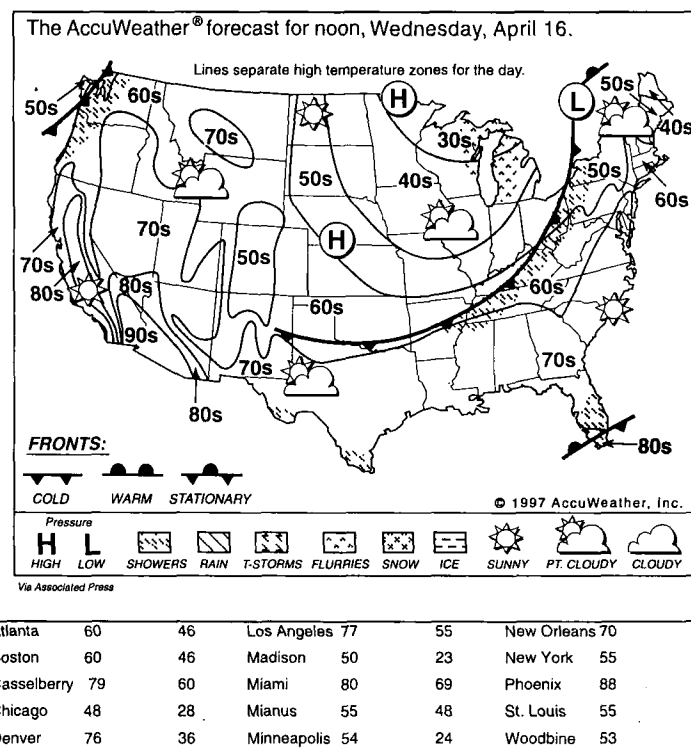 The AccuWeather® forecast for noon, Wednesday, April 16.
Lines separate high temperature zones for the day.
50s
60s
H
L
50s
40s
70s
30s
50s
40s
50s
60s
70s
H
50s
70s
80s
80s
60s
60s
90s
70s
70s
80s
80s
FRONTS:
COLD WARM STATIONARY
© 1997 AccuWeather, Inc.
Pressure
H L
HIGH LOW SHOWERS RAIN T-STORMS FLURRIES SNOW ICE SUNNY PT. CLOUDY CLOUDY
Via Associated Press
tlanta 60 46 Los Angeles 77 55 New Orleans 70
oston 60 46 Madison 50 23 New York 55
asselberry 79 60 Miami 80 69 Phoenix 88
hicago 48 28 Mianus 55 48 St. Louis 55
enver 76 36 Minneapolis 54 24 Woodbine 53